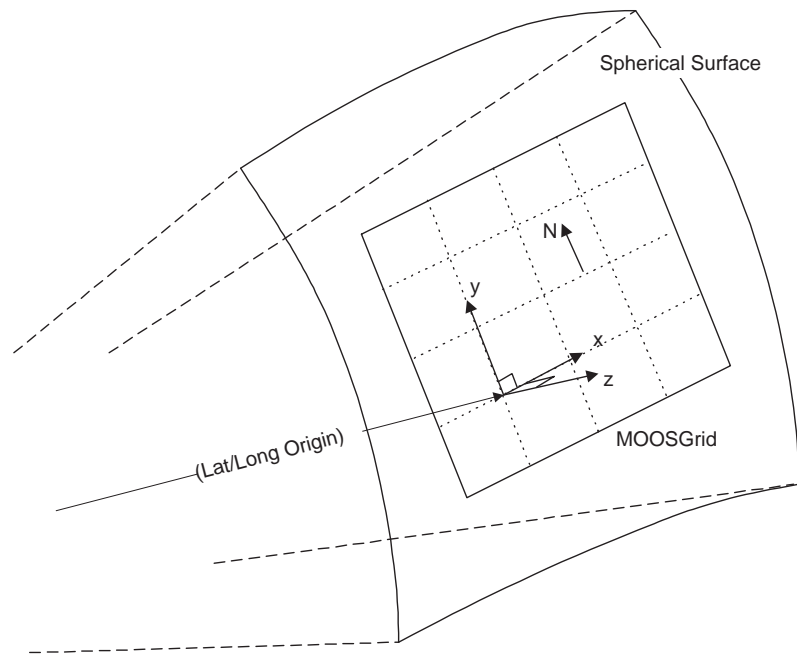 Spherical Surface
N
y
x
z
(Lat/Long Origin)
MOOSGrid